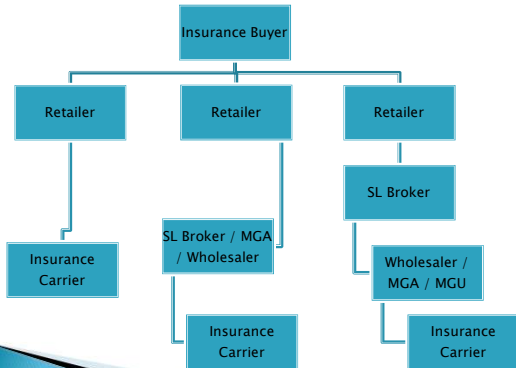 Insurance Buyer
Retailer
Retailer
Retailer
SL Broker
Insurance
Carrier
SL Broker / MGA
/ Wholesaler
Wholesaler /
MGA / MGU
Insurance
Carrier
Insurance
Carrier